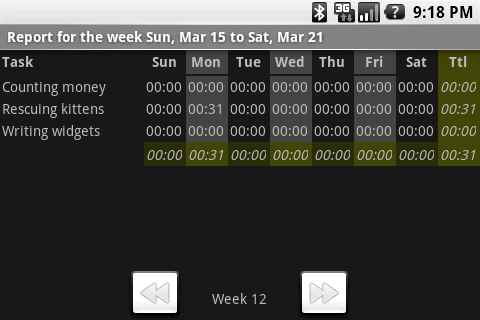 3G 9:18 PM
Report for the week Sun, Mar 15 to Sat, Mar 21
Task Sun Mon Tue Wed Thu Fri Sat Ttl
Counting money 00:00 00:00 00:00 00:00 00:00 00:00 00:00 00:00
Rescuing kittens 00:00 00:31 00:00 00:00 00:00 00:00 00:00 00:31
Writing widgets 00:00 00:00 00:00 00:00 00:00 00:00 00:00 00:00
00:00 00:31 00:00 00:00 00:00 00:00 00:00 00:31
Week 12